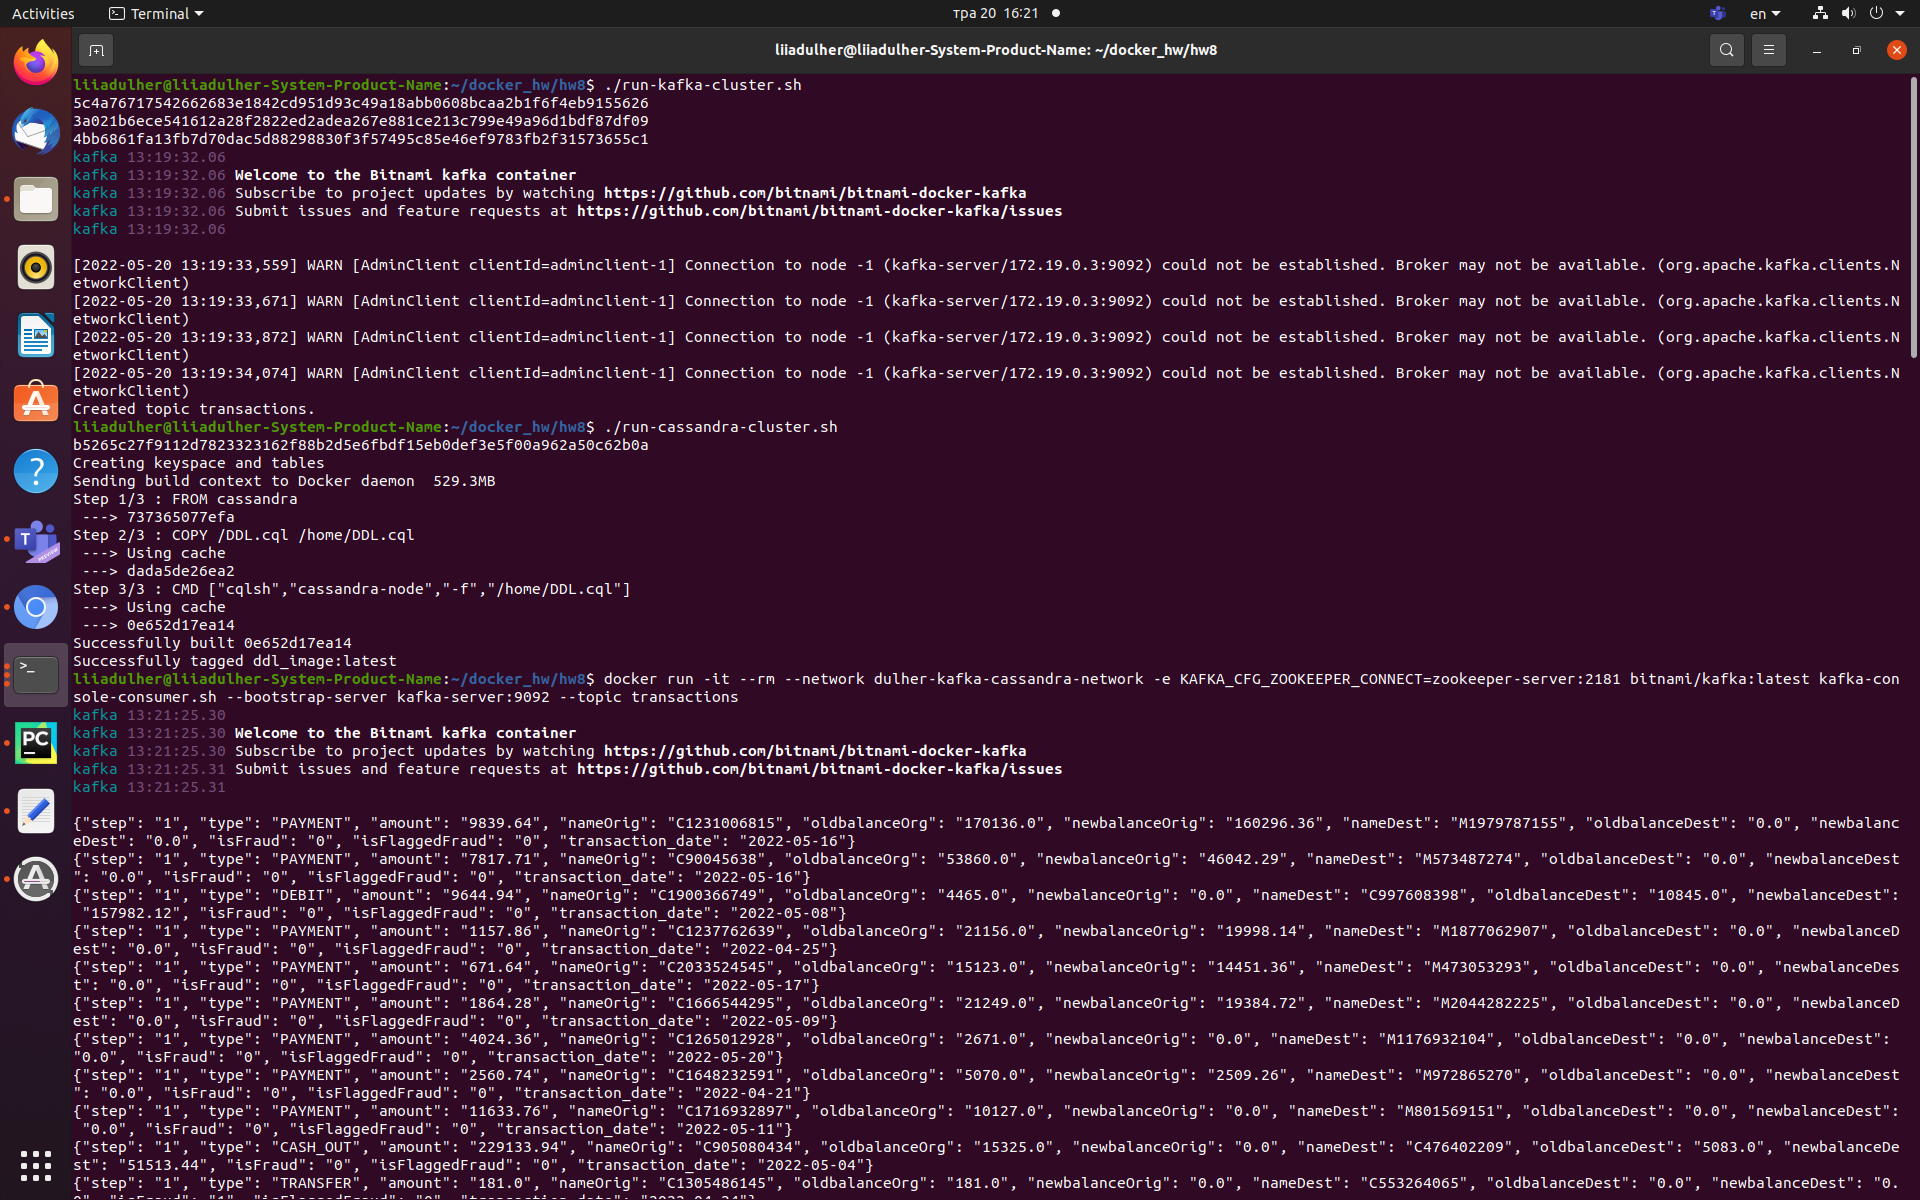 Activities
Terminal
тра 20 16:21
en
liiadulher@liiadulher-System-Product-Name: ~/docker_hw/hw8
liiadulher@liiadulher-System-Product-Name:~/docker_hw/hw8$ ./run-kafka-cluster.sh
5c4a76717542662683e1842cd951d93c49a18abb0608bcaa2b1f6f4eb9155626
3a021b6ece541612a28f2822ed2adea267e881ce213c799e49a96d1bdf87df09
4bb6861fa13fb7d70dac5d88298830f3f57495c85e46ef9783fb2f31573655c1
kafka 13:19:32.06
kafka 13:19:32.06 Welcome to the Bitnami kafka container
kafka 13:19:32.06 Subscribe to project updates by watching https://github.com/bitnami/bitnami-docker-kafka
kafka 13:19:32.06 Submit issues and feature requests at https://github.com/bitnami/bitnami-docker-kafka/issues
kafka 13:19:32.06
[2022-05-20 13:19:33,559] WARN [AdminClient clientId=adminclient-1] Connection to node -1 (kafka-server/172.19.0.3:9092) could not be established. Broker may not be available. (org.apache.kafka.clients.N
etworkClient)
[2022-05-20 13:19:33,671] WARN [AdminClient clientId=adminclient-1] Connection to node -1 (kafka-server/172.19.0.3:9092) could not be established. Broker may not be available. (org.apache.kafka.clients.N
etworkClient)
[2022-05-20 13:19:33,872] WARN [AdminClient clientId=adminclient-1] Connection to node -1 (kafka-server/172.19.0.3:9092) could not be established. Broker may not be available. (org.apache.kafka.clients.N
etworkClient)
[2022-05-20 13:19:34,074] WARN [AdminClient clientId=adminclient-1] Connection to node -1 (kafka-server/172.19.0.3:9092) could not be established. Broker may not be available. (org.apache.kafka.clients.N
etworkClient)
Created topic transactions.
liiadulher@liiadulher-System-Product-Name:~/docker_hw/hw8$ ./run-cassandra-cluster.sh
b5265c27f9112d7823323162f88b2d5e6fbdf15eb0def3e5f00a962a50c62b0a
Creating keyspace and tables
Sending build context to Docker daemon  529.3MB
Step 1/3 : FROM cassandra
 ---> 737365077efa
Step 2/3 : COPY /DDL.cql /home/DDL.cql
 ---> Using cache
 ---> dada5de26ea2
Step 3/3 : CMD ["cqlsh","cassandra-node","-f","/home/DDL.cql"]
 ---> Using cache
 ---> 0e652d17ea14
Successfully built 0e652d17ea14
Successfully tagged ddl_image:latest
liiadulher@liiadulher-System-Product-Name:~/docker_hw/hw8$ docker run -it --rm --network dulher-kafka-cassandra-network -e KAFKA_CFG_ZOOKEEPER_CONNECT=zookeeper-server:2181 bitnami/kafka:latest kafka-con
sole-consumer.sh --bootstrap-server kafka-server:9092 --topic transactions
kafka 13:21:25.30
kafka 13:21:25.30 Welcome to the Bitnami kafka container
kafka 13:21:25.30 Subscribe to project updates by watching https://github.com/bitnami/bitnami-docker-kafka
kafka 13:21:25.31 Submit issues and feature requests at https://github.com/bitnami/bitnami-docker-kafka/issues
kafka 13:21:25.31
{"step": "1", "type": "PAYMENT", "amount": "9839.64", "nameOrig": "C1231006815", "oldbalanceOrg": "170136.0", "newbalanceOrig": "160296.36", "nameDest": "M1979787155", "oldbalanceDest": "0.0", "newbalanc
eDest": "0.0", "isFraud": "0", "isFlaggedFraud": "0", "transaction_date": "2022-05-16"}
{"step": "1", "type": "PAYMENT", "amount": "7817.71", "nameOrig": "C90045638", "oldbalanceOrg": "53860.0", "newbalanceOrig": "46042.29", "nameDest": "M573487274", "oldbalanceDest": "0.0", "newbalanceDest
": "0.0", "isFraud": "0", "isFlaggedFraud": "0", "transaction_date": "2022-05-16"}
{"step": "1", "type": "DEBIT", "amount": "9644.94", "nameOrig": "C1900366749", "oldbalanceOrg": "4465.0", "newbalanceOrig": "0.0", "nameDest": "C997608398", "oldbalanceDest": "10845.0", "newbalanceDest":
 "157982.12", "isFraud": "0", "isFlaggedFraud": "0", "transaction_date": "2022-05-08"}
{"step": "1", "type": "PAYMENT", "amount": "1157.86", "nameOrig": "C1237762639", "oldbalanceOrg": "21156.0", "newbalanceOrig": "19998.14", "nameDest": "M1877062907", "oldbalanceDest": "0.0", "newbalanceD
est": "0.0", "isFraud": "0", "isFlaggedFraud": "0", "transaction_date": "2022-04-25"}
{"step": "1", "type": "PAYMENT", "amount": "671.64", "nameOrig": "C2033524545", "oldbalanceOrg": "15123.0", "newbalanceOrig": "14451.36", "nameDest": "M473053293", "oldbalanceDest": "0.0", "newbalanceDes
t": "0.0", "isFraud": "0", "isFlaggedFraud": "0", "transaction_date": "2022-05-17"}
{"step": "1", "type": "PAYMENT", "amount": "1864.28", "nameOrig": "C1666544295", "oldbalanceOrg": "21249.0", "newbalanceOrig": "19384.72", "nameDest": "M2044282225", "oldbalanceDest": "0.0", "newbalanceD
est": "0.0", "isFraud": "0", "isFlaggedFraud": "0", "transaction_date": "2022-05-09"}
{"step": "1", "type": "PAYMENT", "amount": "4024.36", "nameOrig": "C1265012928", "oldbalanceOrg": "2671.0", "newbalanceOrig": "0.0", "nameDest": "M1176932104", "oldbalanceDest": "0.0", "newbalanceDest":
"0.0", "isFraud": "0", "isFlaggedFraud": "0", "transaction_date": "2022-05-20"}
{"step": "1", "type": "PAYMENT", "amount": "2560.74", "nameOrig": "C1648232591", "oldbalanceOrg": "5070.0", "newbalanceOrig": "2509.26", "nameDest": "M972865270", "oldbalanceDest": "0.0", "newbalanceDest
": "0.0", "isFraud": "0", "isFlaggedFraud": "0", "transaction_date": "2022-04-21"}
{"step": "1", "type": "PAYMENT", "amount": "11633.76", "nameOrig": "C1716932897", "oldbalanceOrg": "10127.0", "newbalanceOrig": "0.0", "nameDest": "M801569151", "oldbalanceDest": "0.0", "newbalanceDest":
 "0.0", "isFraud": "0", "isFlaggedFraud": "0", "transaction_date": "2022-05-11"}
{"step": "1", "type": "CASH_OUT", "amount": "229133.94", "nameOrig": "C905080434", "oldbalanceOrg": "15325.0", "newbalanceOrig": "0.0", "nameDest": "C476402209", "oldbalanceDest": "5083.0", "newbalanceDe
st": "51513.44", "isFraud": "0", "isFlaggedFraud": "0", "transaction_date": "2022-05-04"}
{"step": "1", "type": "TRANSFER", "amount": "181.0", "nameOrig": "C1305486145", "oldbalanceOrg": "181.0", "newbalanceOrig": "0.0", "nameDest": "C553264065", "oldbalanceDest": "0.0", "newbalanceDest": "0.
0", "isFraud": "1", "isFlaggedFraud": "0", "transaction_date": "2022-04-24"}